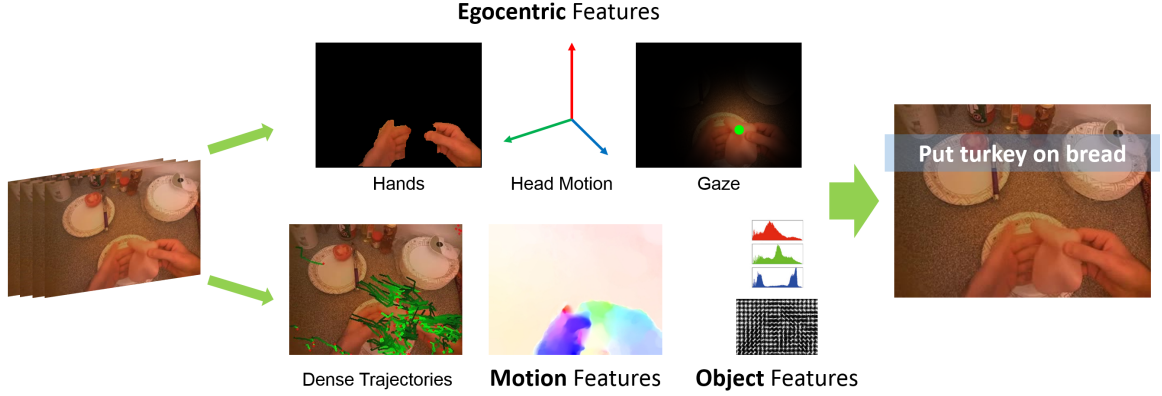 Egocentric Features
Hands
Head Motion
Gaze
Put turkey on bread
Dense Trajectories
Motion Features
Object Features